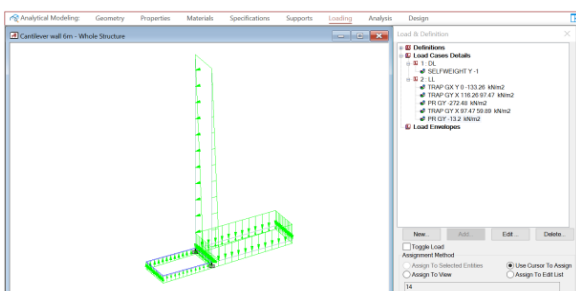 Analytical Modeling: Geometry Properties Materials Specifications Supports Loading Analysis Design
Cantilever wall 6m - Whole Structure
Load & Definition
Definitions
Load Cases Details
1 : DL
SELFWEIGHT Y -1
2 : LL
TRAP GX Y 0 -133.26 kN/m2
TRAP GY X 116.26 97.47 kN/m2
PR GY -272.48 kN/m2
TRAP GY X 97.47 59.89 kN/m2
PR GY -13.2 kN/m2
Load Envelopes
New... Add... Edit... Delete...
Toggle Load
Assignment Method
Assign To Selected Entities Use Cursor To Assign
Assign To View Assign To Edit List
14